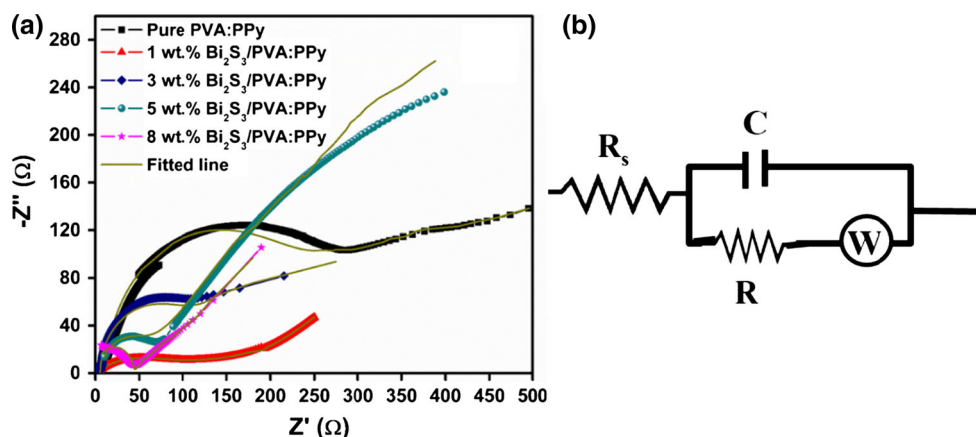 (a)
280
240
200
160
120
80
40
0
-Z'' (Ω)
Pure PVA:PPy
1 wt.% Bi₂S₃/PVA:PPy
3 wt.% Bi₂S₃/PVA:PPy
5 wt.% Bi₂S₃/PVA:PPy
8 wt.% Bi₂S₃/PVA:PPy
Fitted line
0 50 100 150 200 250 300 350 400 450 500
Z' (Ω)
(b)
C
Rₛ
W
R